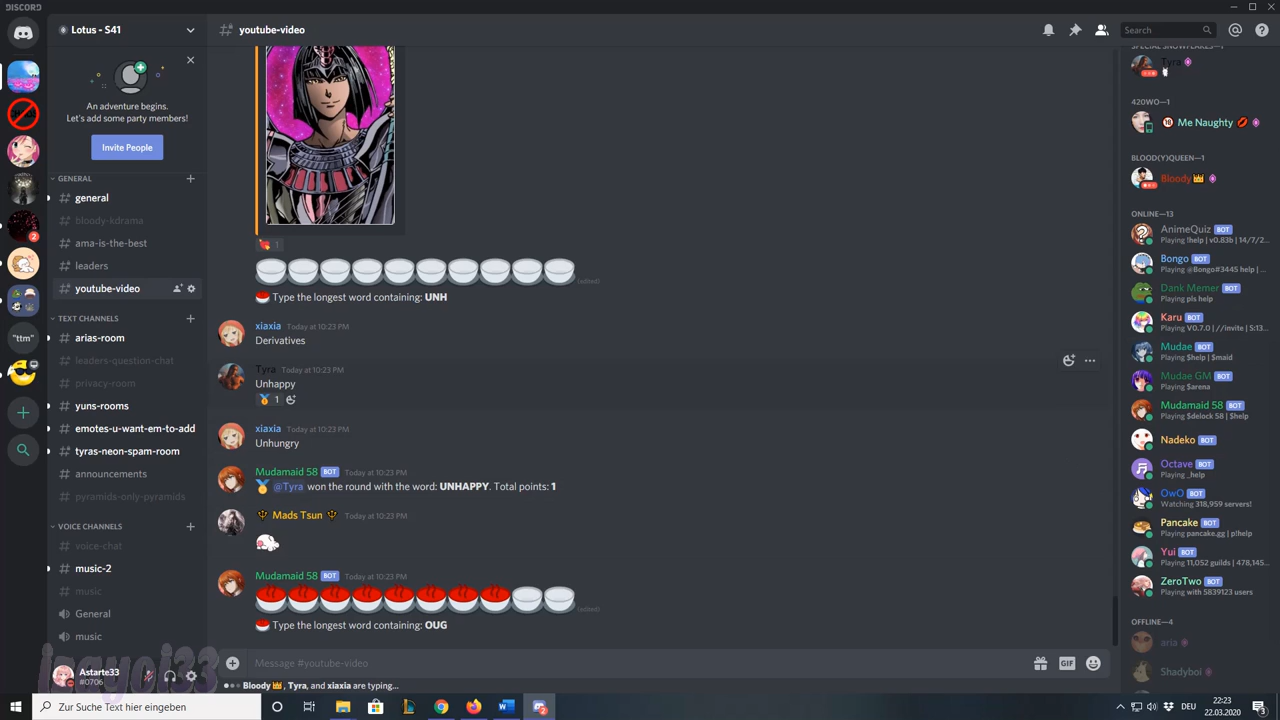 DISCORD
Lotus - S41
youtube-video
Search
An adventure begins.
Let's add some party members!
Invite People
GENERAL
general
bloody-kdrama
ama-is-the-best
leaders
youtube-video
TEXT CHANNELS
arias-room
leaders-question-chat
privacy-room
yuns-rooms
emotes-u-want-em-to-add
tyras-neon-spam-room
announcements
pyramids-only-pyramids
VOICE CHANNELS
voice-chat
music-2
music
General
music
Astarte33
#0706
2
"ttm"
1
(edited)
Type the longest word containing: UNH
xiaxia Today at 10:23 PM
Derivatives
Tyra Today at 10:23 PM
Unhappy
1
xiaxia Today at 10:23 PM
Unhungry
Mudamaid 58 BOT Today at 10:23 PM
@Tyra won the round with the word: UNHAPPY. Total points: 1
Mads Tsun Today at 10:23 PM
Mudamaid 58 BOT Today at 10:23 PM
(edited)
Type the longest word containing: OUG
Message #youtube-video
GIF
Bloody, Tyra, and xiaxia are typing...
SPECIAL SNOWFLAKES—1
Tyra
420WO—1
Me Naughty
BLOOD(Y)QUEEN—1
Bloody
ONLINE—13
AnimeQuiz BOT
Playing !help | v0.83b | 14/7/2...
Bongo BOT
Playing @Bongo#3445 help | ...
Dank Memer BOT
Playing pls help
Karu BOT
Playing V0.7.0 | //invite | S:13...
Mudae BOT
Playing $help | $maid
Mudae GM BOT
Playing $arena
Mudamaid 58 BOT
Playing $delock 58 | $help
Nadeko BOT
Octave BOT
Playing _help
OwO BOT
Watching 318,959 servers!
Pancake BOT
Playing pancake.gg | p!help
Yui BOT
Playing 11,052 guilds | 478,145...
ZeroTwo BOT
Playing with 5839123 users
OFFLINE—4
aria
Shadyboi
Zur Suche Text hier eingeben
DEU
22:23
22.03.2020